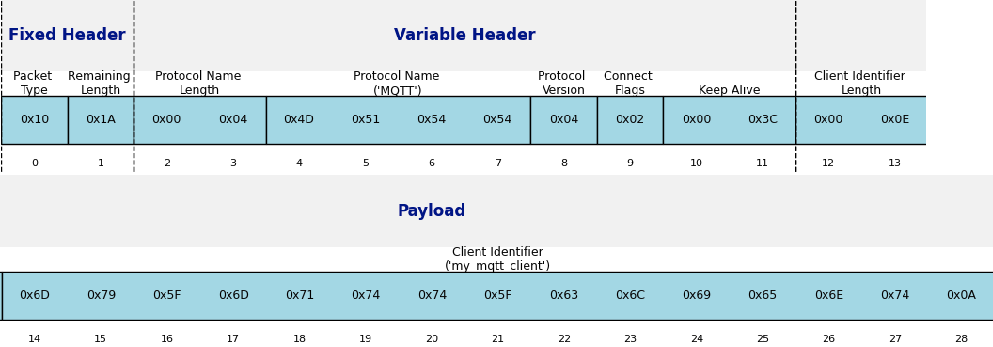 Fixed Header Variable Header
Packet Remaining Protocol Name Protocol Name Protocol Connect Client Identifier
Type Length Length ('MQTT') Version Flags Keep Alive Length
0x10 0x1A 0x00 0x04 0x4D 0x51 0x54 0x54 0x04 0x02 0x00 0x3C 0x00 0x0E
0 1 2 3 4 5 6 7 8 9 10 11 12 13
Payload
Client Identifier
('my_mqtt_client')
0x6D 0x79 0x5F 0x6D 0x71 0x74 0x74 0x5F 0x63 0x6C 0x69 0x65 0x6E 0x74 0x0A
14 15 16 17 18 19 20 21 22 23 24 25 26 27 28